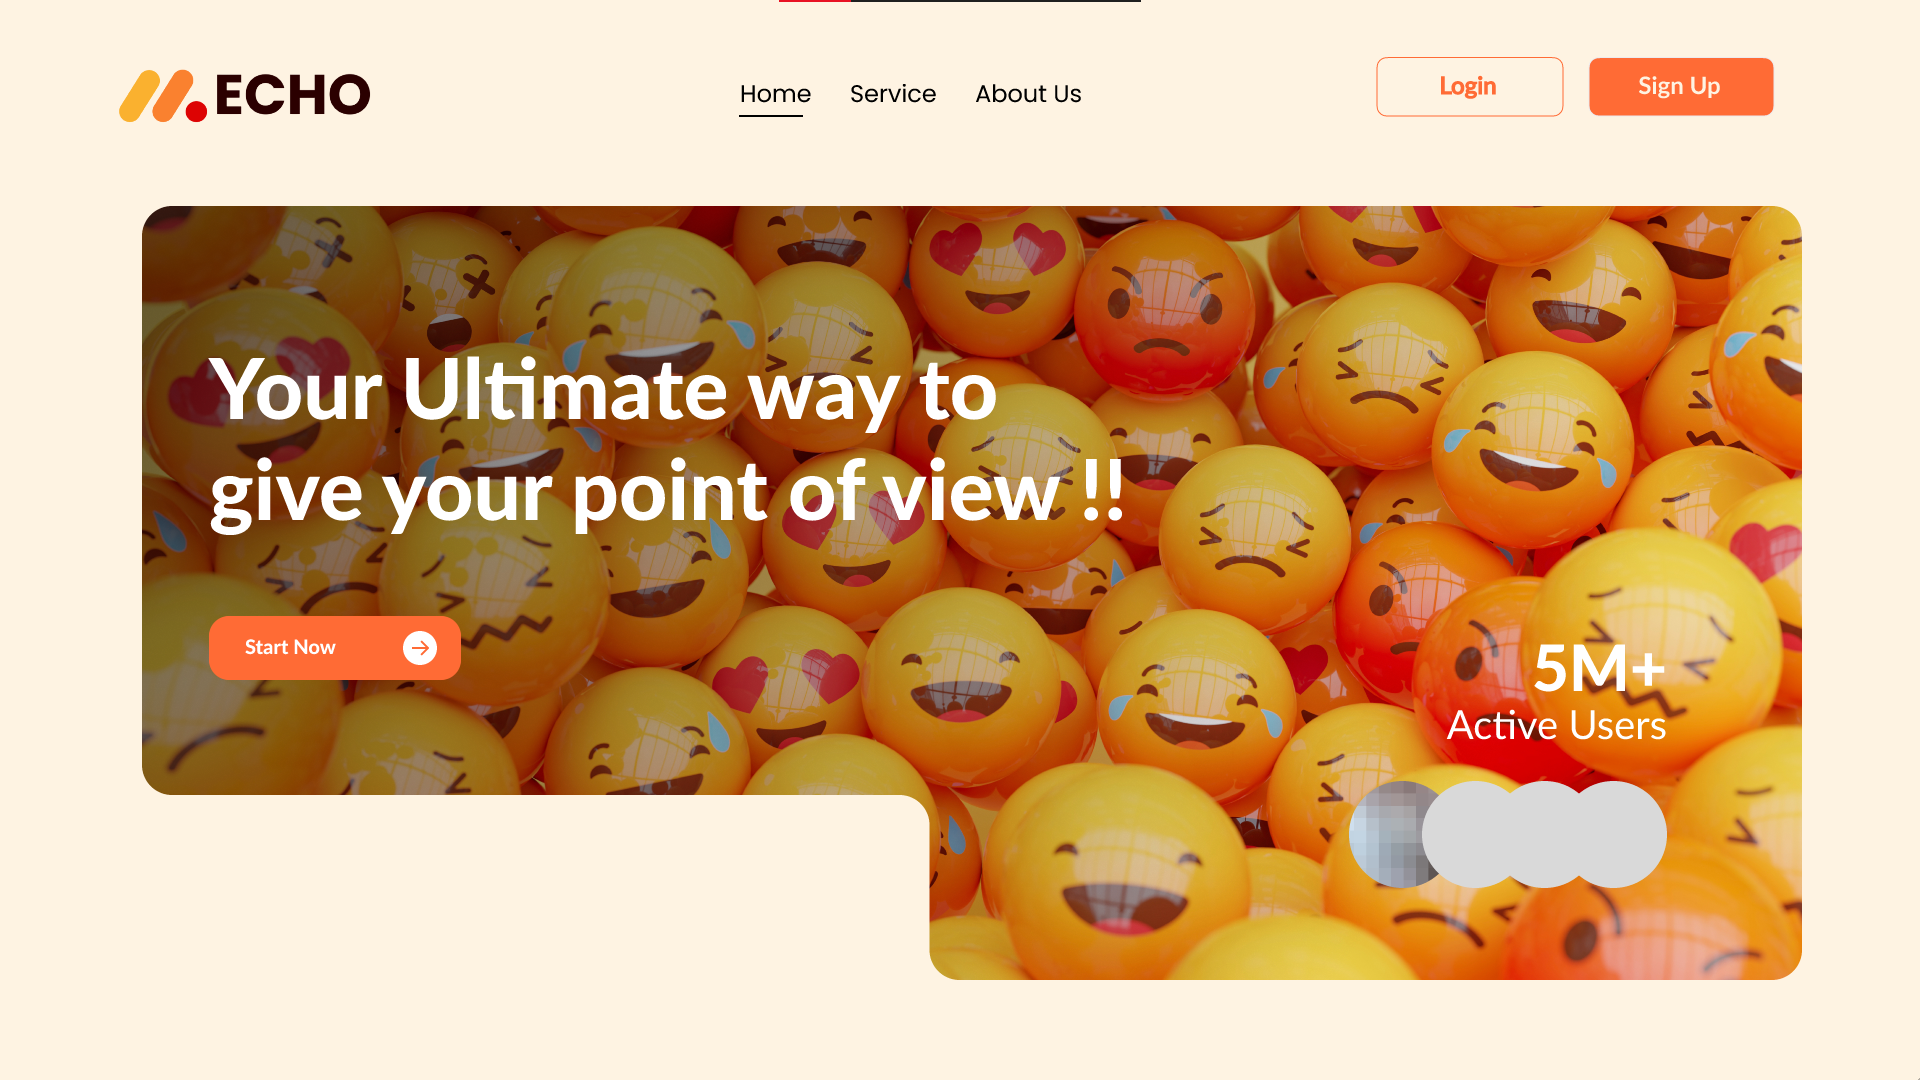 ECHO
Home Service About Us
Login
Sign Up
Your Ultimate way to
give your point of view !!
Start Now
5M+
Active Users